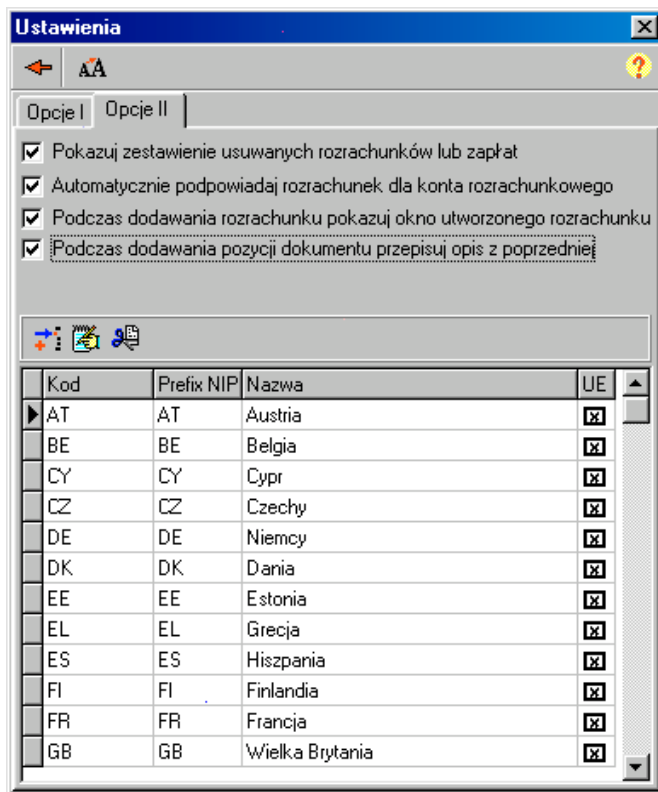 Ustawienia
AA
Opcje I Opcje II
Pokazuj zestawienie usuwanych rozrachunków lub zapłat
Automatycznie podpowiadaj rozrachunek dla konta rozrachunkowego
Podczas dodawania rozrachunku pokazuj okno utworzonego rozrachunku
Podczas dodawania pozycji dokumentu przepisuj opis z poprzedniej
Kod Prefix NIP Nazwa UE
AT AT Austria
BE BE Belgia
CY CY Cypr
CZ CZ Czechy
DE DE Niemcy
DK DK Dania
EE EE Estonia
EL EL Grecja
ES ES Hiszpania
FI FI Finlandia
FR FR Francja
GB GB Wielka Brytania